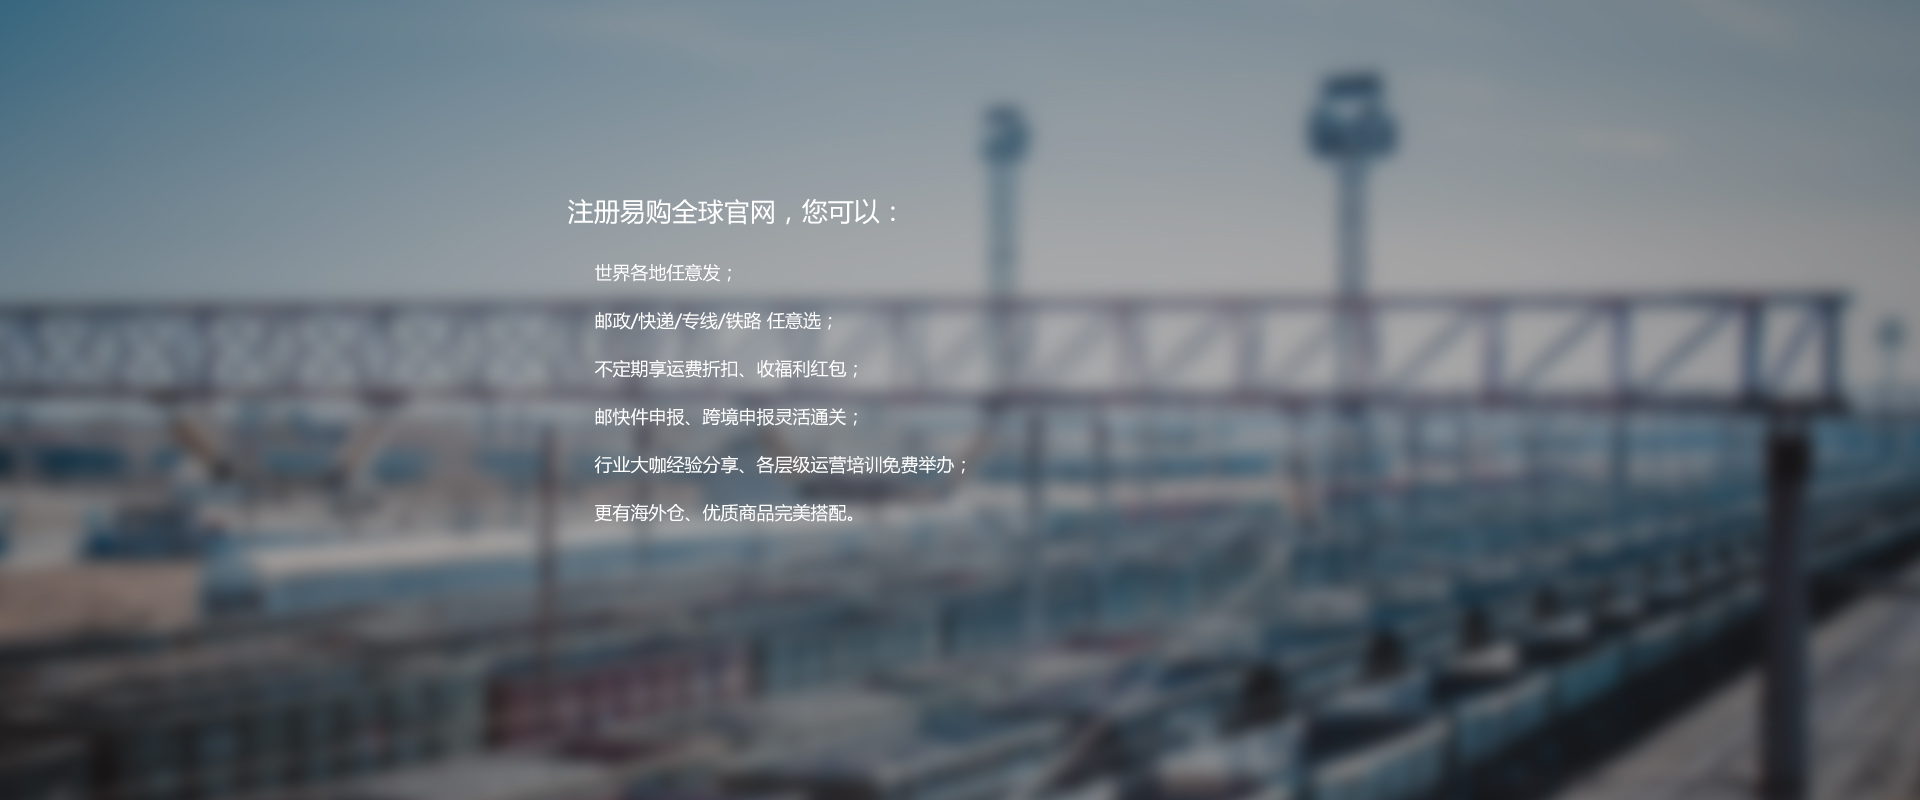 注册易购全球官网，您可以：
世界各地任意发；
邮政/快递/专线/铁路 任意选；
不定期享运费折扣、收福利红包；
邮快件申报、跨境申报灵活通关；
行业大咖经验分享、各层级运营培训免费举办；
更有海外仓、优质商品完美搭配。